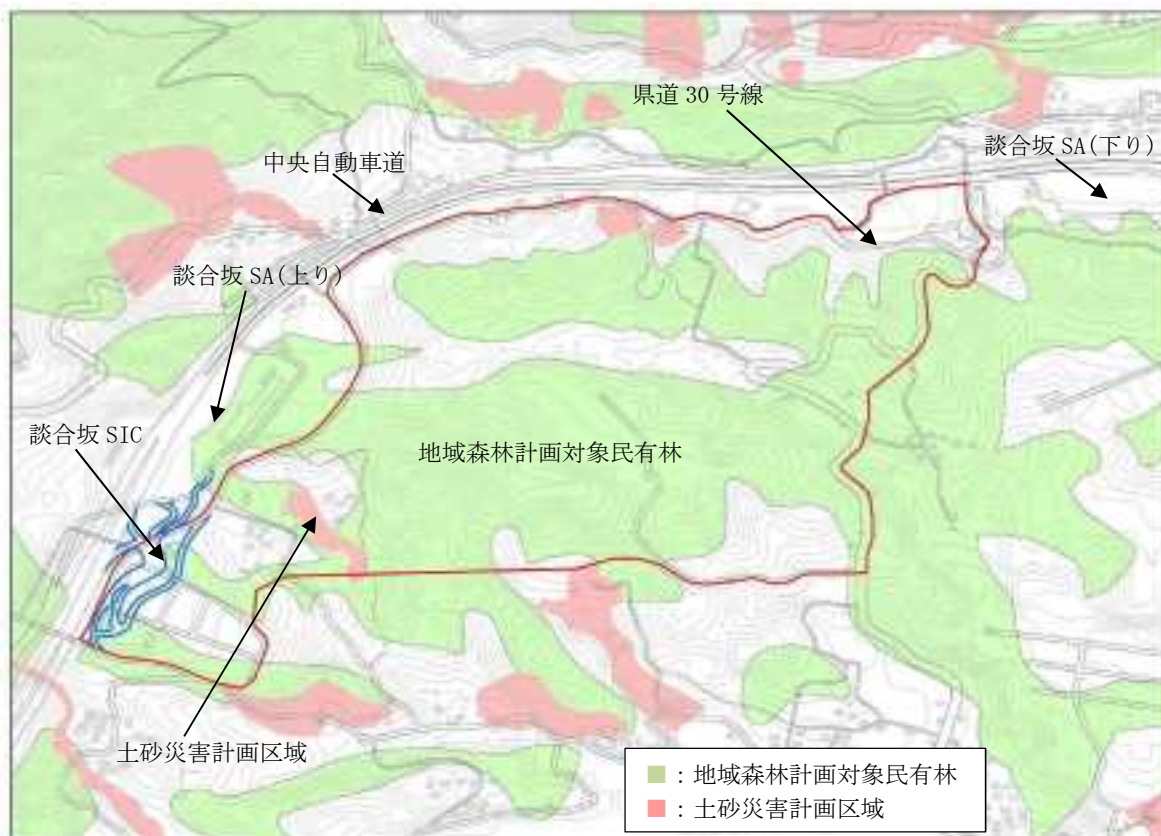 県道 30 号線
談合坂 SA(下り)
中央自動車道
談合坂 SA(上り)
談合坂 SIC
地域森林計画対象民有林
土砂災害計画区域
：地域森林計画対象民有林
：土砂災害計画区域